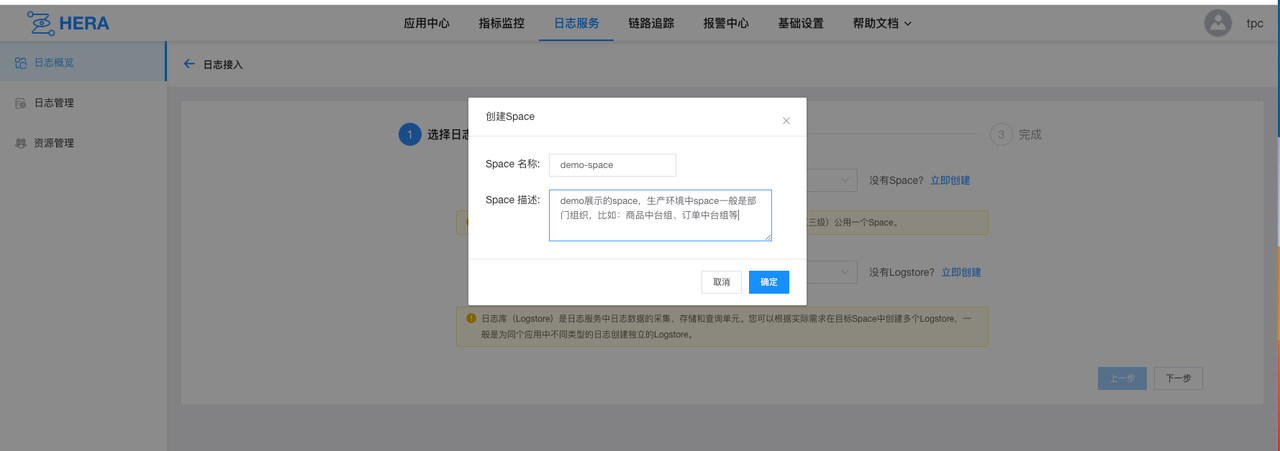 HERA
应用中心 指标监控 日志服务 链路追踪 报警中心 基础设置 帮助文档
tpc
日志概览
日志管理
资源管理
日志接入
1 选择日志
3 完成
没有Space? 立即创建
三级）公用一个Space。
没有Logstore? 立即创建
日志库（Logstore）是日志服务中日志数据的采集、存储和查询单元。您可以根据实际需求在目标Space中创建多个Logstore，一
般是为同个应用中不同类型的日志创建独立的Logstore。
上一步 下一步
创建Space
Space 名称: demo-space
Space 描述: demo展示的space，生产环境中space一般是部
门组织，比如：商品中台组、订单中台组等
取消 确定